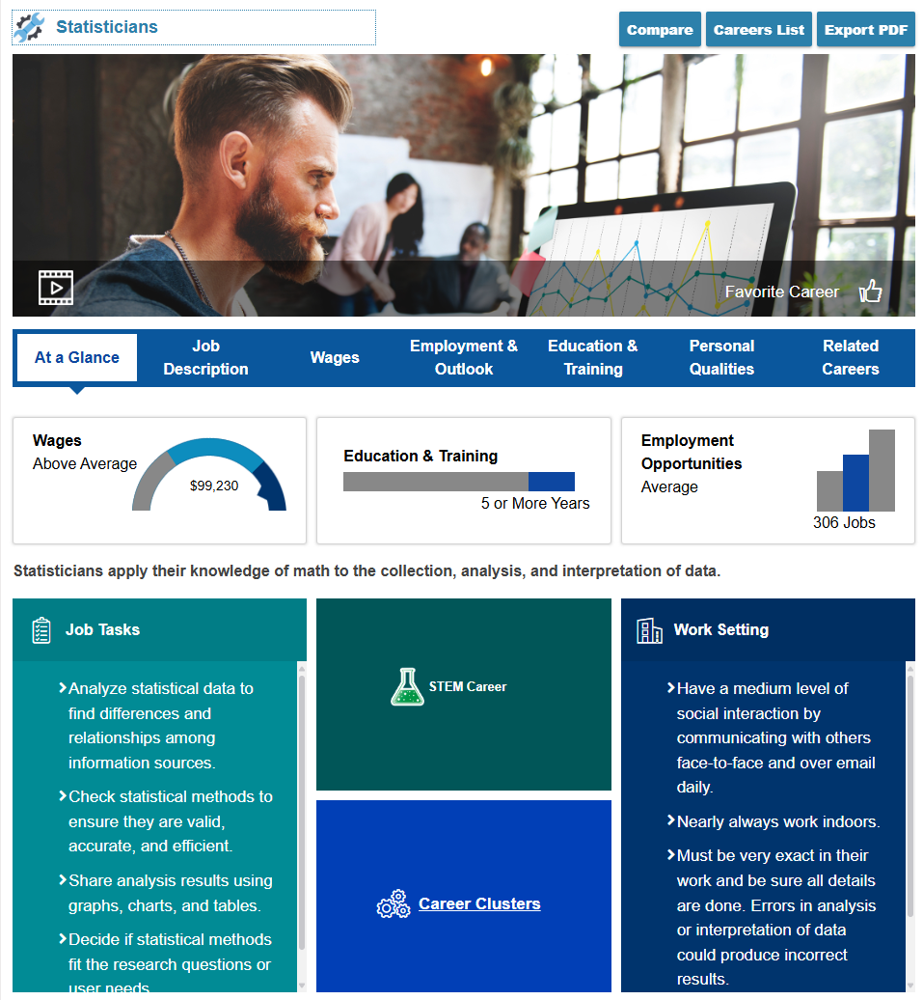 Statisticians
Compare
Careers List
Export PDF
Favorite Career
At a Glance
Job
Description
Wages
Employment &
Outlook
Education &
Training
Personal
Qualities
Related
Careers
Wages
Above Average
$99,230
Education & Training
5 or More Years
Employment
Opportunities
Average
306 Jobs
Statisticians apply their knowledge of math to the collection, analysis, and interpretation of data.
Job Tasks
Analyze statistical data to
find differences and
relationships among
information sources.
Check statistical methods to
ensure they are valid,
accurate, and efficient.
Share analysis results using
graphs, charts, and tables.
Decide if statistical methods
fit the research questions or
user needs.
STEM Career
Career Clusters
Work Setting
Have a medium level of
social interaction by
communicating with others
face-to-face and over email
daily.
Nearly always work indoors.
Must be very exact in their
work and be sure all details
are done. Errors in analysis
or interpretation of data
could produce incorrect
results.